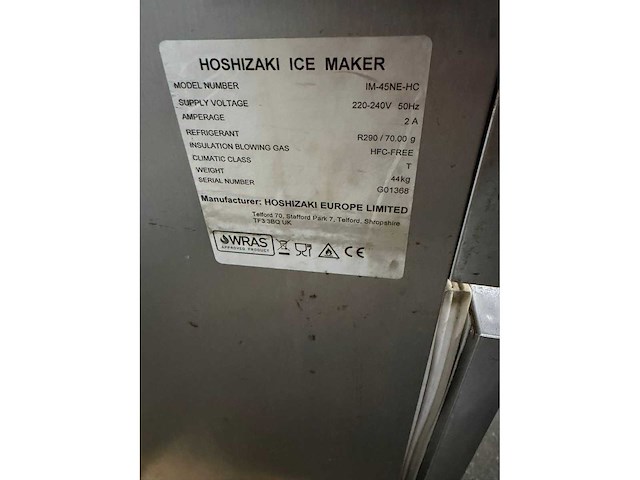 HOSHIZAKI ICE MAKER
MODEL NUMBER IM-45NE-HC
SUPPLY VOLTAGE 220-240V 50Hz
AMPERAGE 2 A
REFRIGERANT R290 / 70.00 g
INSULATION BLOWING GAS HFC-FREE
CLIMATIC CLASS T
WEIGHT 44kg
SERIAL NUMBER G01368
Manufacturer: HOSHIZAKI EUROPE LIMITED
Telford 70, Stafford Park 7, Telford, Shropshire
TF3 3BQ UK
WRAS
APPROVED PRODUCT
CE